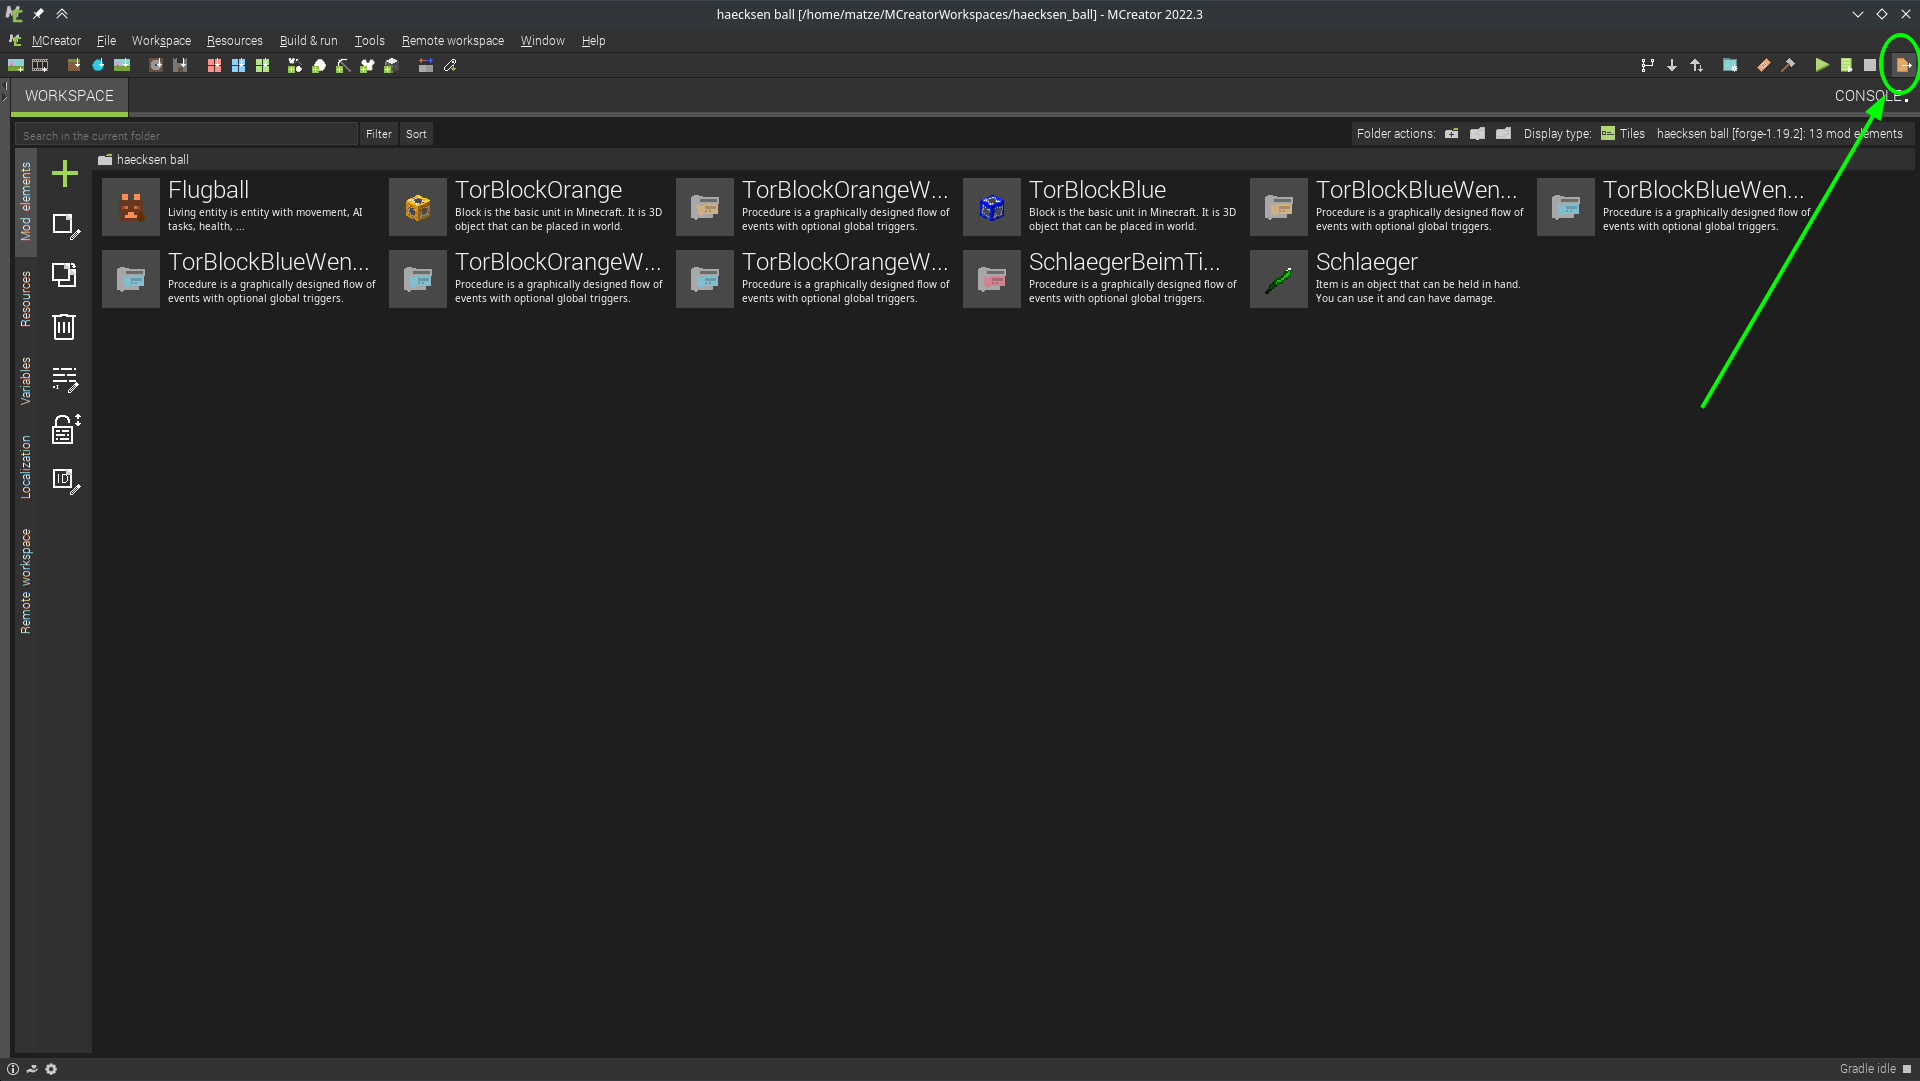 haecksen ball [/home/matze/MCreatorWorkspaces/haecksen_ball] - MCreator 2022.3
MCreator File Workspace Resources Build & run Tools Remote workspace Window Help
WORKSPACE
CONSOLE
Search in the current folder
Filter
Sort
Folder actions:
Display type:
Tiles
haecksen ball [forge-1.19.2]: 13 mod elements
haecksen ball
Mod elements
Resources
Variables
Localization
Remote workspace
ID
Flugball
Living entity is entity with movement, AI
tasks, health, ...
TorBlockOrange
Block is the basic unit in Minecraft. It is 3D
object that can be placed in world.
TorBlockOrangeW...
Procedure is a graphically designed flow of
events with optional global triggers.
TorBlockBlue
Block is the basic unit in Minecraft. It is 3D
object that can be placed in world.
TorBlockBlueWen...
Procedure is a graphically designed flow of
events with optional global triggers.
TorBlockBlueWen...
Procedure is a graphically designed flow of
events with optional global triggers.
TorBlockBlueWen...
Procedure is a graphically designed flow of
events with optional global triggers.
TorBlockOrangeW...
Procedure is a graphically designed flow of
events with optional global triggers.
TorBlockOrangeW...
Procedure is a graphically designed flow of
events with optional global triggers.
SchlaegerBeimTi...
Procedure is a graphically designed flow of
events with optional global triggers.
Schlaeger
Item is an object that can be held in hand.
You can use it and can have damage.
Gradle idle